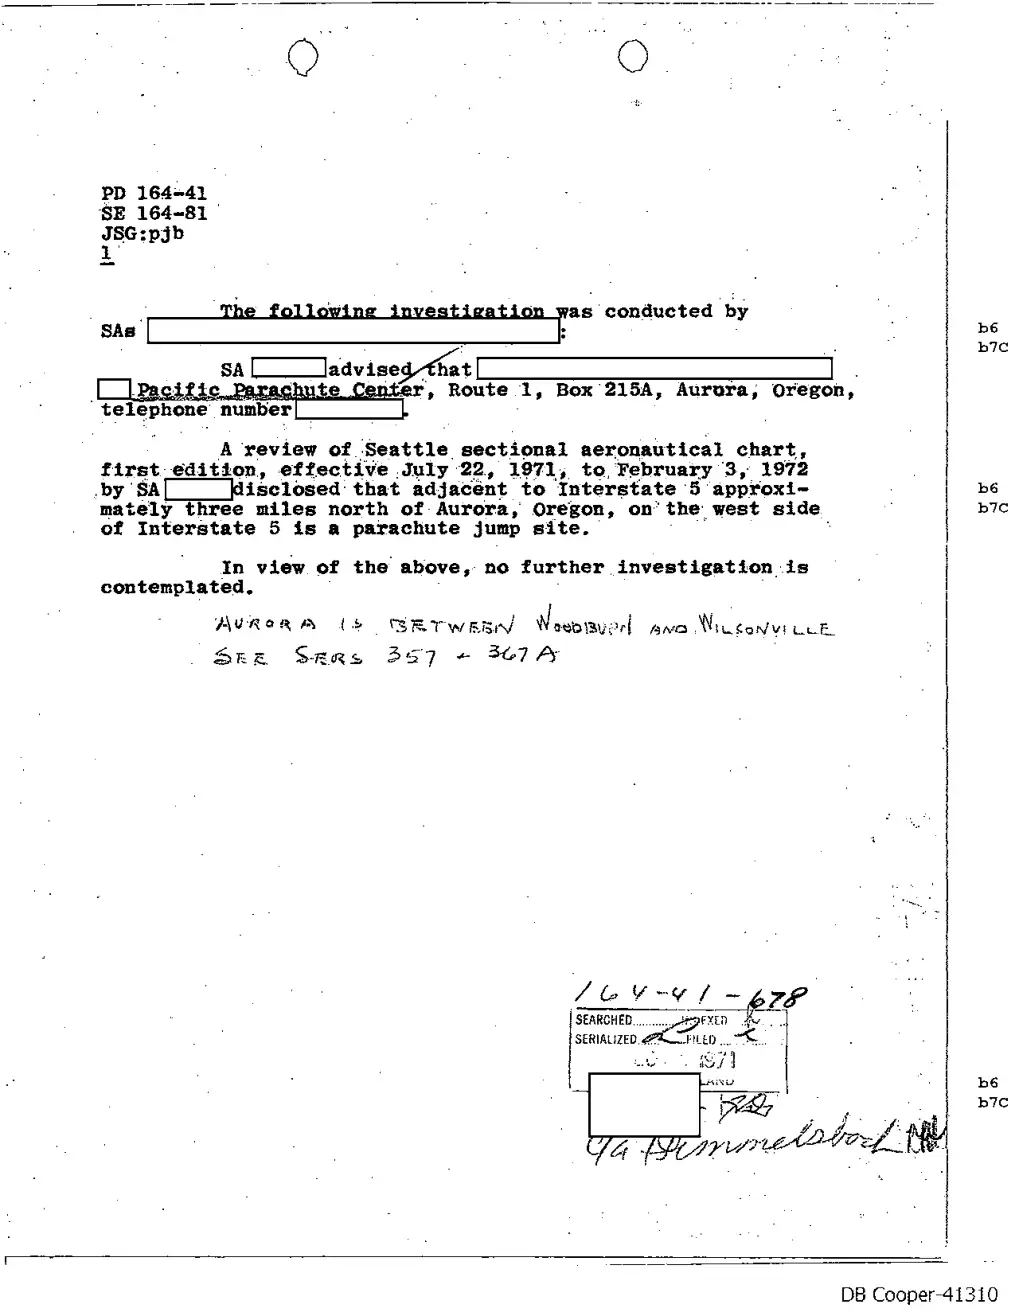 PD 164-41
SE 164-81
JSG:pjb
1
The following investigation was conducted by
SAs :
b6
b7C
SA advised that
Pacific Parachute Center, Route 1, Box 215A, Aurora, Oregon,
telephone number .
A review of Seattle sectional aeronautical chart,
first edition, effective July 22, 1971, to February 3, 1972
by SA disclosed that adjacent to Interstate 5 approxi-
mately three miles north of Aurora, Oregon, on the west side
of Interstate 5 is a parachute jump site.
b6
b7C
In view of the above, no further investigation is
contemplated.
AURORA IS BETWEEN WOODBURN AND WILSONVILLE
SEE SERS 357 + 367A
164-41-678
SEARCHED INDEXED
SERIALIZED FILED
1971
b6
b7C
Himmelsbach
DB Cooper-41310